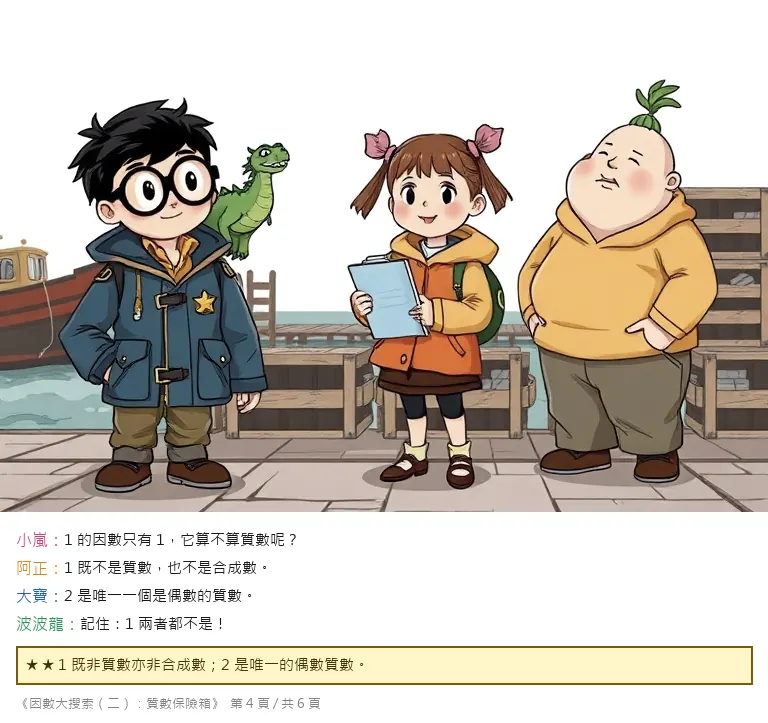 小嵐：1 的因數只有 1，它算不算質數呢？
阿正：1 既不是質數，也不是合成數。
大寶：2 是唯一一個是偶數的質數。
波波龍：記住：1 兩者都不是！
★★1 既非質數亦非合成數；2 是唯一的偶數質數。
《因數大搜索（二）：質數保險箱》 第 4 頁 / 共 6 頁